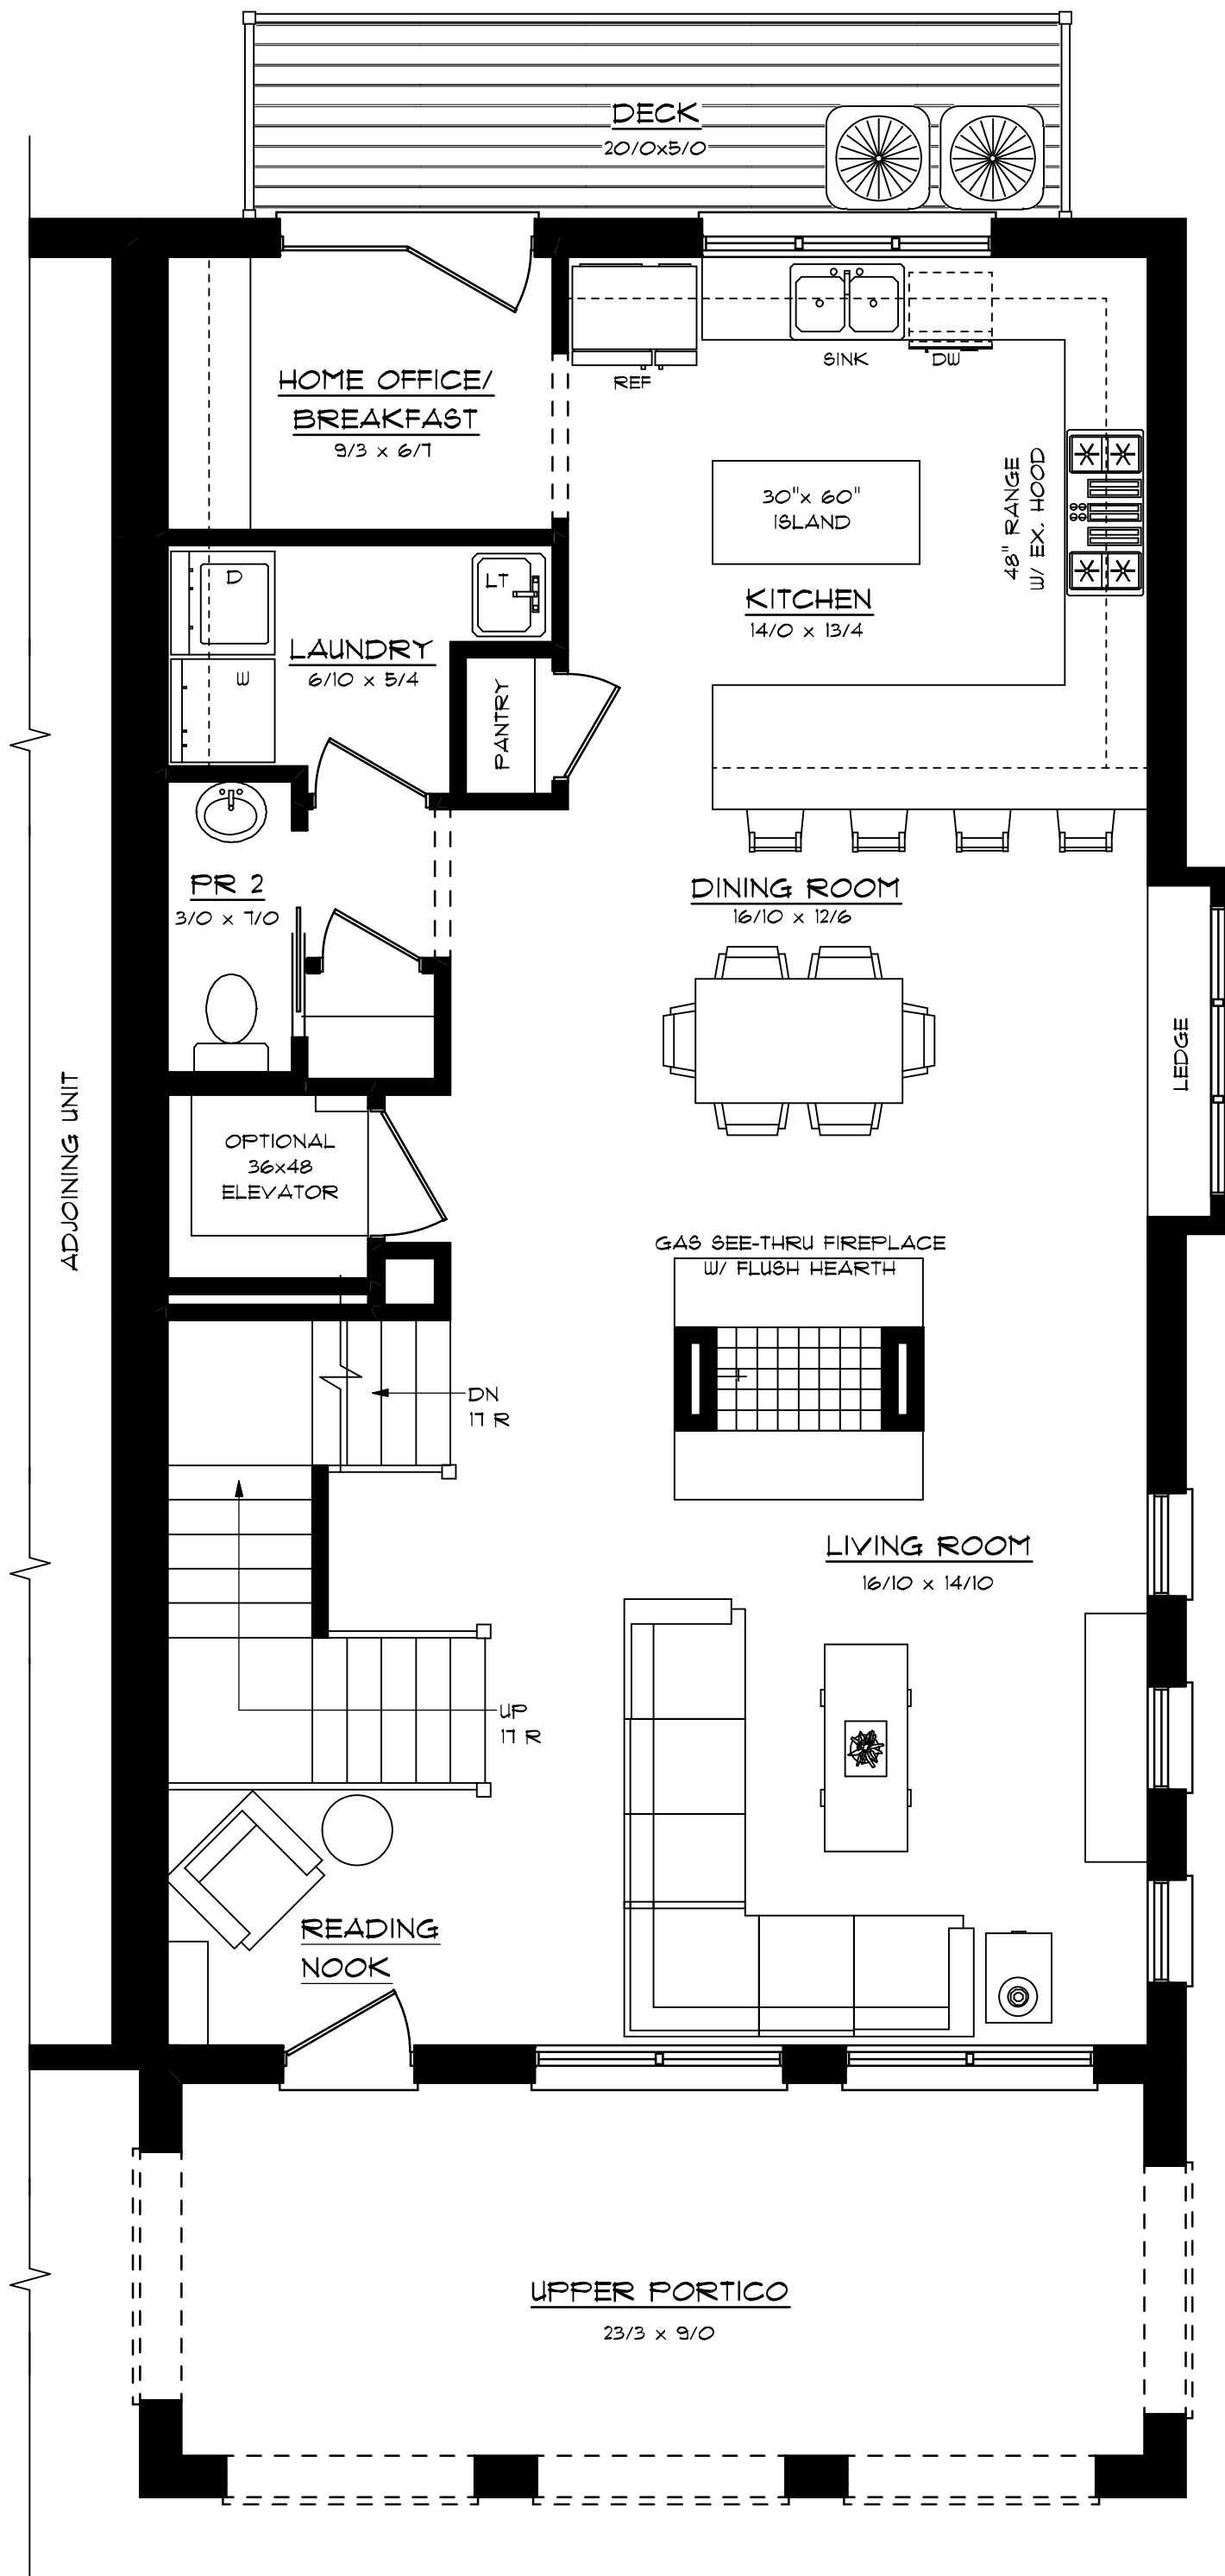 DECK
20/0x5/0
SINK
DW
REF
HOME OFFICE/
BREAKFAST
9/3 x 6/7
30"x 60"
ISLAND
48" RANGE
W/ EX. HOOD
KITCHEN
14/0 x 13/4
D
LT
LAUNDRY
6/10 x 5/4
W
PANTRY
PR 2
3/0 x 7/0
DINING ROOM
16/10 x 12/6
LEDGE
ADJOINING UNIT
OPTIONAL
36x48
ELEVATOR
GAS SEE-THRU FIREPLACE
W/ FLUSH HEARTH
DN
17 R
LIVING ROOM
16/10 x 14/10
UP
17 R
READING
NOOK
UPPER PORTICO
23/3 x 9/0